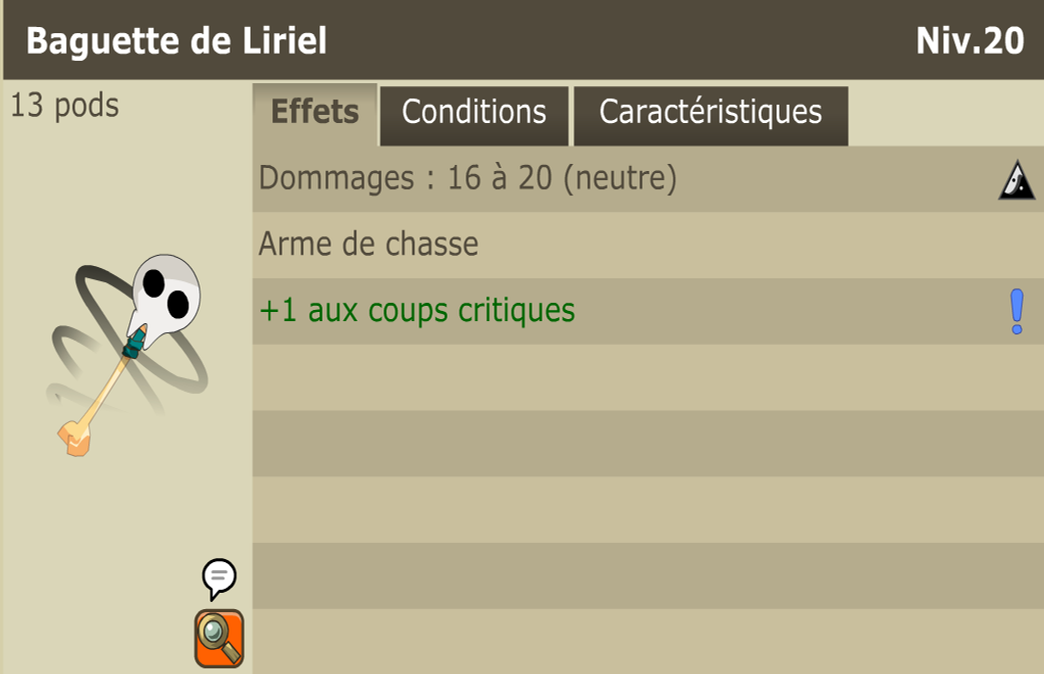 Baguette de Liriel
Niv.20
13 pods
Effets
Conditions
Caractéristiques
Dommages : 16 à 20 (neutre)
Arme de chasse
+1 aux coups critiques